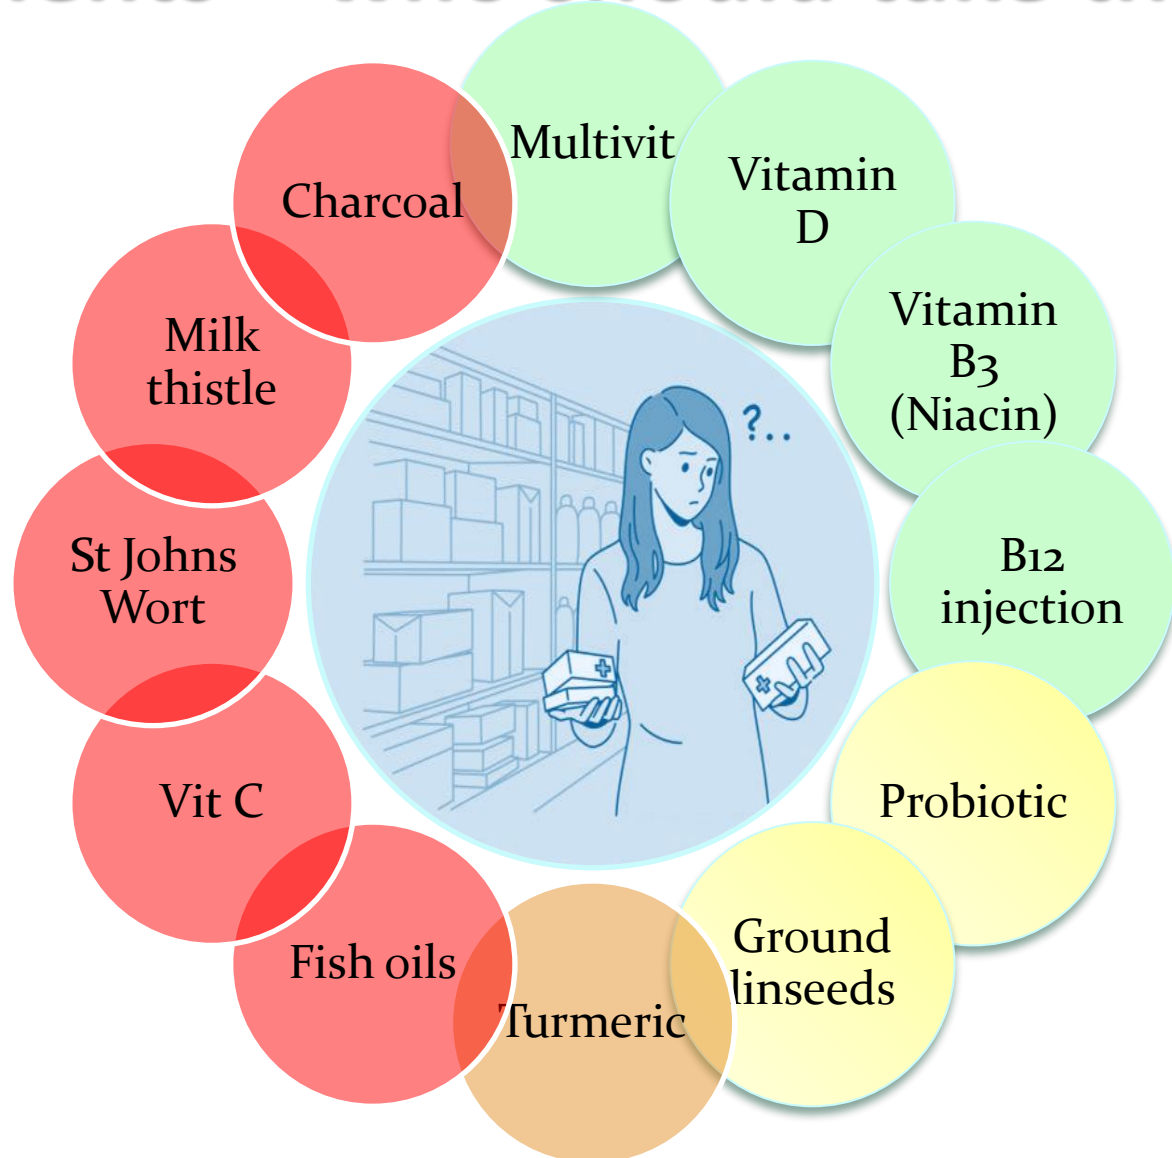 Multivit
Vitamin
D
Vitamin
B3
(Niacin)
B12
injection
Probiotic
Ground
linseeds
Turmeric
Fish oils
Vit C
St Johns
Wort
Milk
thistle
Charcoal
?..